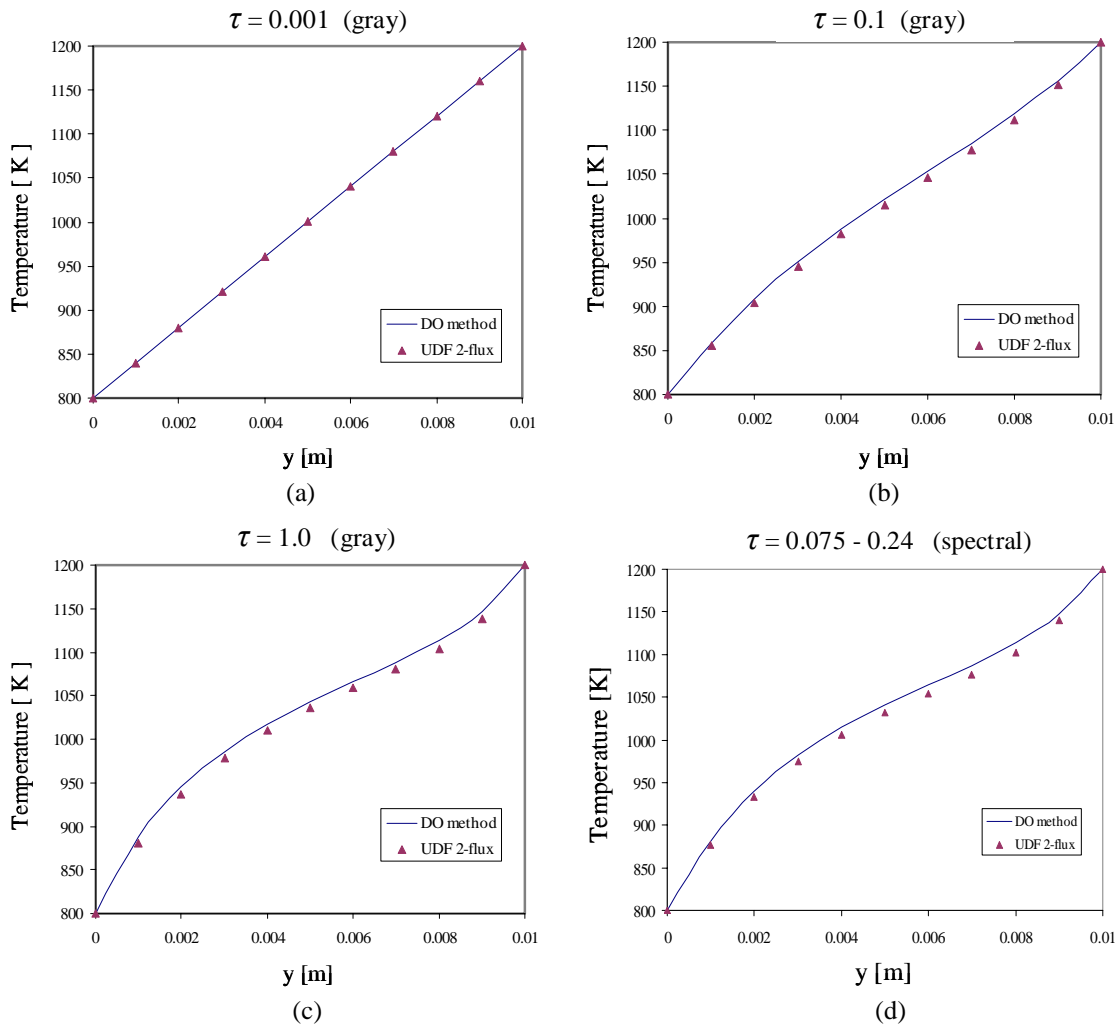 τ = 0.001 (gray)
1200
1150
1100
1050
1000
950
900
850
800
Temperature [ K ]
DO method
UDF 2-flux
0 0.002 0.004 0.006 0.008 0.01
y [m]
(a)
τ = 0.1 (gray)
1200
1150
1100
1050
1000
950
900
850
800
Temperature [ K ]
DO method
UDF 2-flux
0 0.002 0.004 0.006 0.008 0.01
y [m]
(b)
τ = 1.0 (gray)
1200
1150
1100
1050
1000
950
900
850
800
Temperature [ K ]
DO method
UDF 2-flux
0 0.002 0.004 0.006 0.008 0.01
y [m]
(c)
τ = 0.075 - 0.24 (spectral)
1200
1150
1100
1050
1000
950
900
850
800
Temperature [K]
DO method
UDF 2-flux
0 0.002 0.004 0.006 0.008 0.01
y [m]
(d)